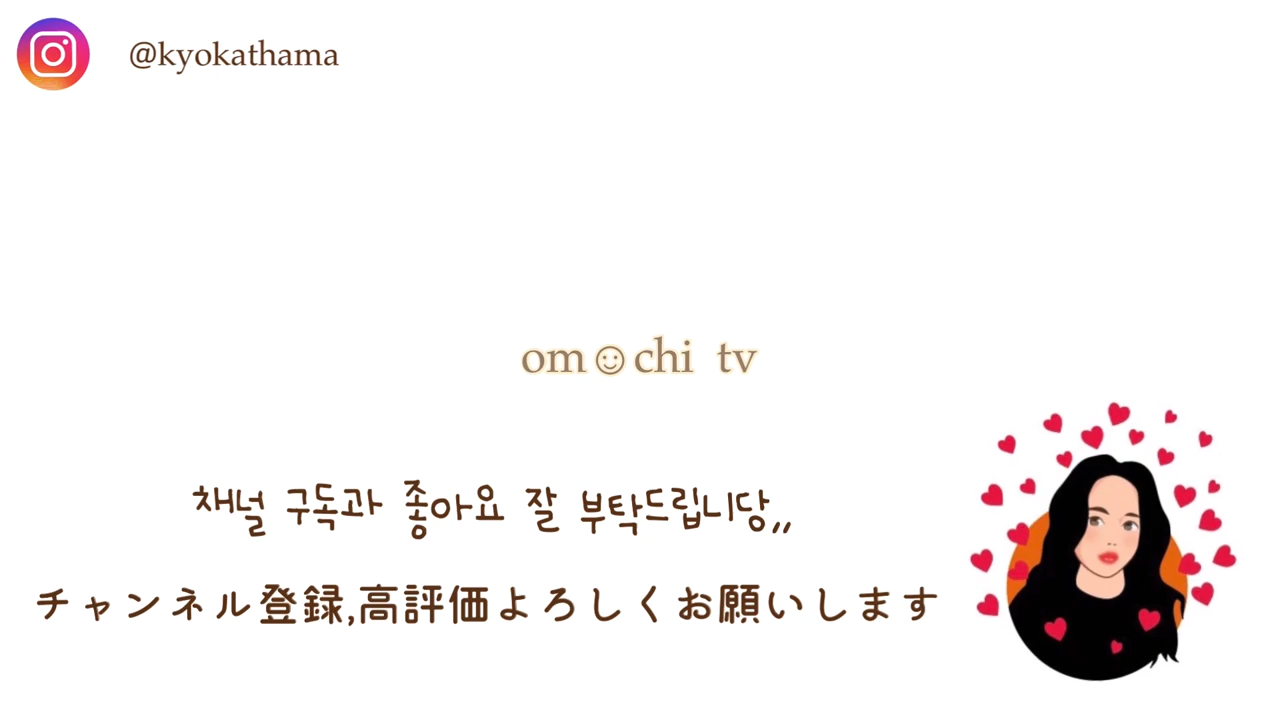 @kyokathama
om☺chi tv
채널 구독과 좋아요 잘 부탁드립니당,,
チャンネル登録,高評価よろしくお願いします